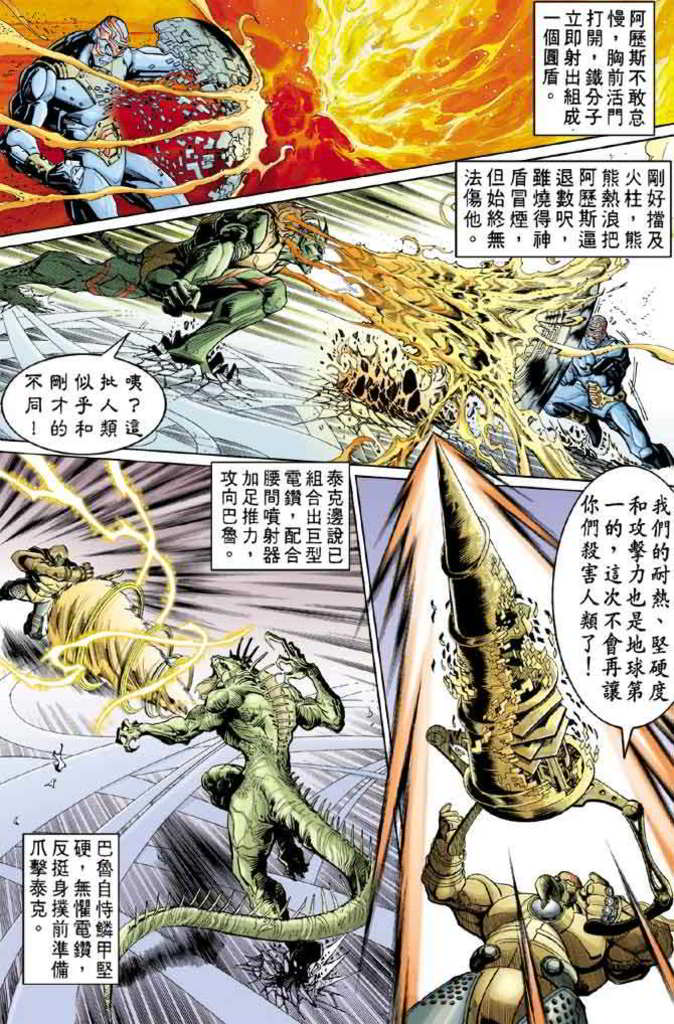 阿歷斯不敢怠
慢，胸前活門
打開，鐵分子
立即射出組成
一個圓盾。
剛好擋及
火柱，熊
熊熱浪把
阿歷斯逼
退數呎，
雖燒得神
盾冒煙，
但始終無
法傷他。
咦？這
批人類
似乎和
剛才的
不同！
我們的耐熱、堅硬度
和攻擊力也是地球第
一的，這次不會再讓
你們殺害人類了！
泰克邊說已
組合出巨型
電鑽，配合
腰間噴射器
加足推力，
攻向巴魯。
巴魯自恃鱗甲堅
硬，無懼電鑽，
反挺身撲前準備
爪擊泰克。